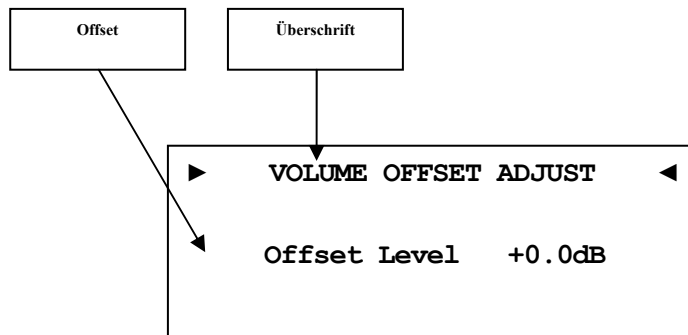 Offset
Überschrift
► VOLUME OFFSET ADJUST ◄
Offset Level +0.0dB